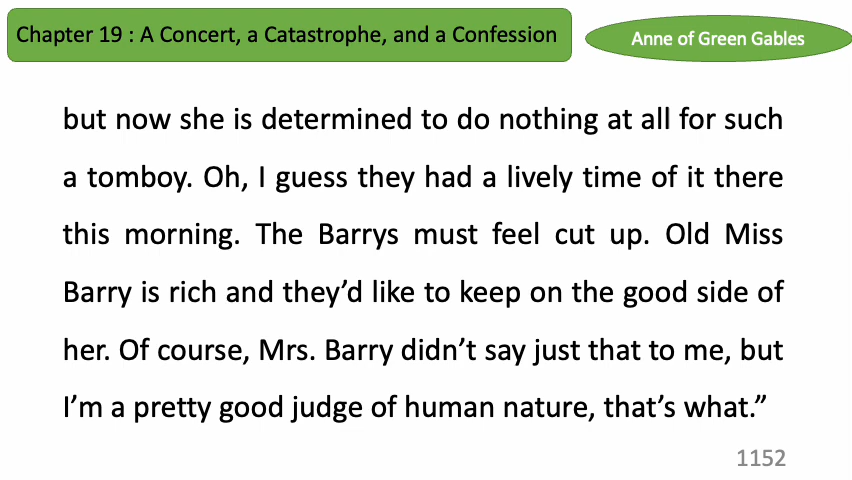 Chapter 19 : A Concert, a Catastrophe, and a Confession
Anne of Green Gables
but now she is determined to do nothing at all for such
a tomboy. Oh, I guess they had a lively time of it there
this morning. The Barrys must feel cut up. Old Miss
Barry is rich and they’d like to keep on the good side of
her. Of course, Mrs. Barry didn’t say just that to me, but
I’m a pretty good judge of human nature, that’s what.”
1152